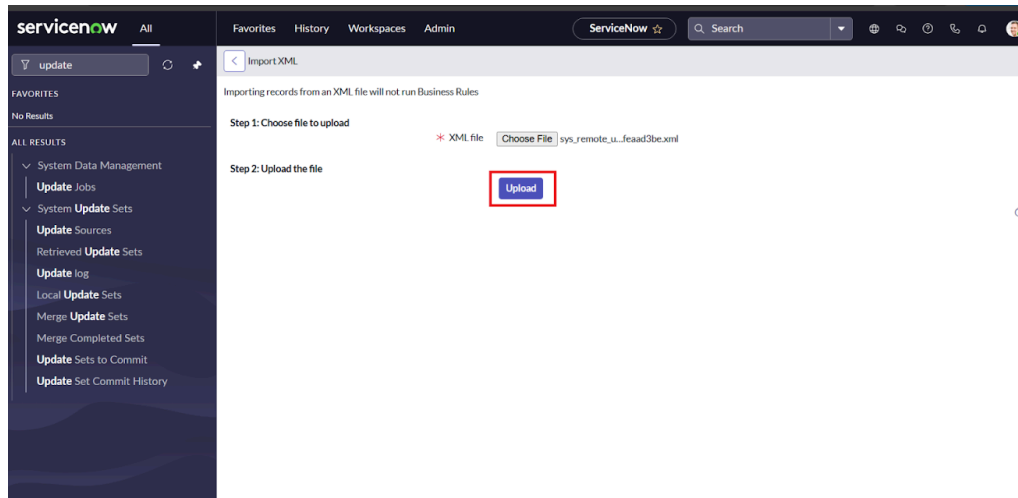 servicenow All Favorites History Workspaces Admin ServiceNow Search
update
Import XML
FAVORITES
Importing records from an XML file will not run Business Rules
No Results
Step 1: Choose file to upload
XML file Choose File sys_remote_u...feaad3be.xml
ALL RESULTS
System Data Management
Step 2: Upload the file
Update Jobs
Upload
System Update Sets
Update Sources
Retrieved Update Sets
Update log
Local Update Sets
Merge Update Sets
Merge Completed Sets
Update Sets to Commit
Update Set Commit History